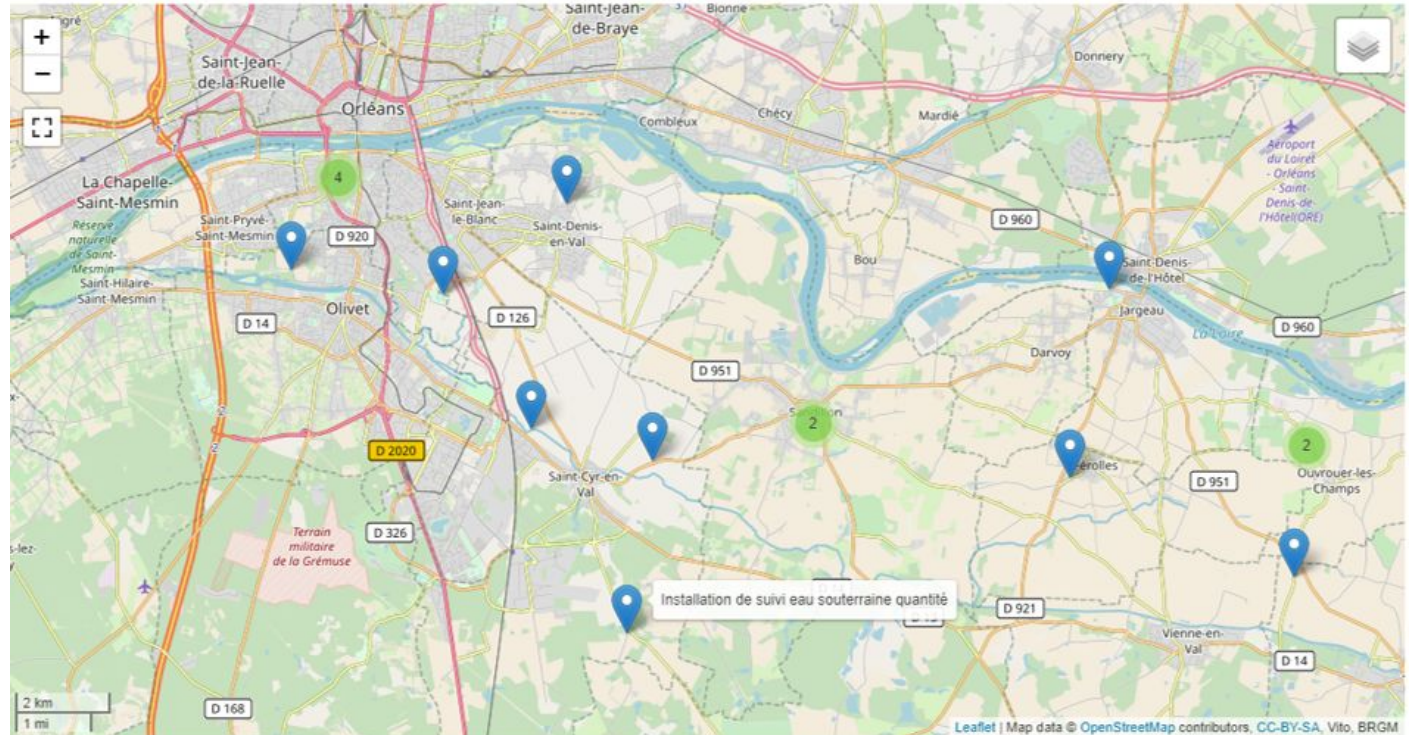 Saint-Jean-
de-Braye
Bionne
Ingré
+
−
Saint-Jean-
de-la-Ruelle
Donnery
Orléans
Combleux
Chécy
Mardié
Aéroport
du Loiret
- Orléans
- Saint-
Denis-de-
l'Hôtel(ORE)
4
La Chapelle-
Saint-Mesmin
Saint-Jean-
le-Blanc
Saint-Pryvé-
Saint-Mesmin
D 920
Saint-Denis-
en-Val
D 960
Réserve
naturelle
de Saint-
Mesmin
Bou
Saint-Denis-
de-l'Hôtel
Saint-Hilaire-
Saint-Mesmin
Olivet
D 14
D 126
Jargeau
La Loire
D 960
Darvoy
D 951
2
2
D 2020
Saint-Cyr-en-
Val
Ouvrouer-les-
Champs
D 951
D 326
Terrain
militaire
de la Grémuse
Installation de suivi eau souterraine quantité
D 921
Vienne-en-
Val
D 14
D 168
2 km
1 mi
Leaflet | Map data © OpenStreetMap contributors, CC-BY-SA, Vito, BRGM